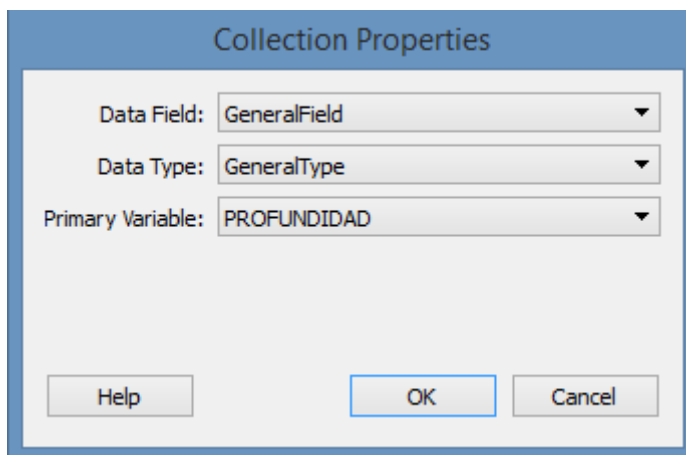 Collection Properties
Data Field: GeneralField
Data Type: GeneralType
Primary Variable: PROFUNDIDAD
Help OK Cancel